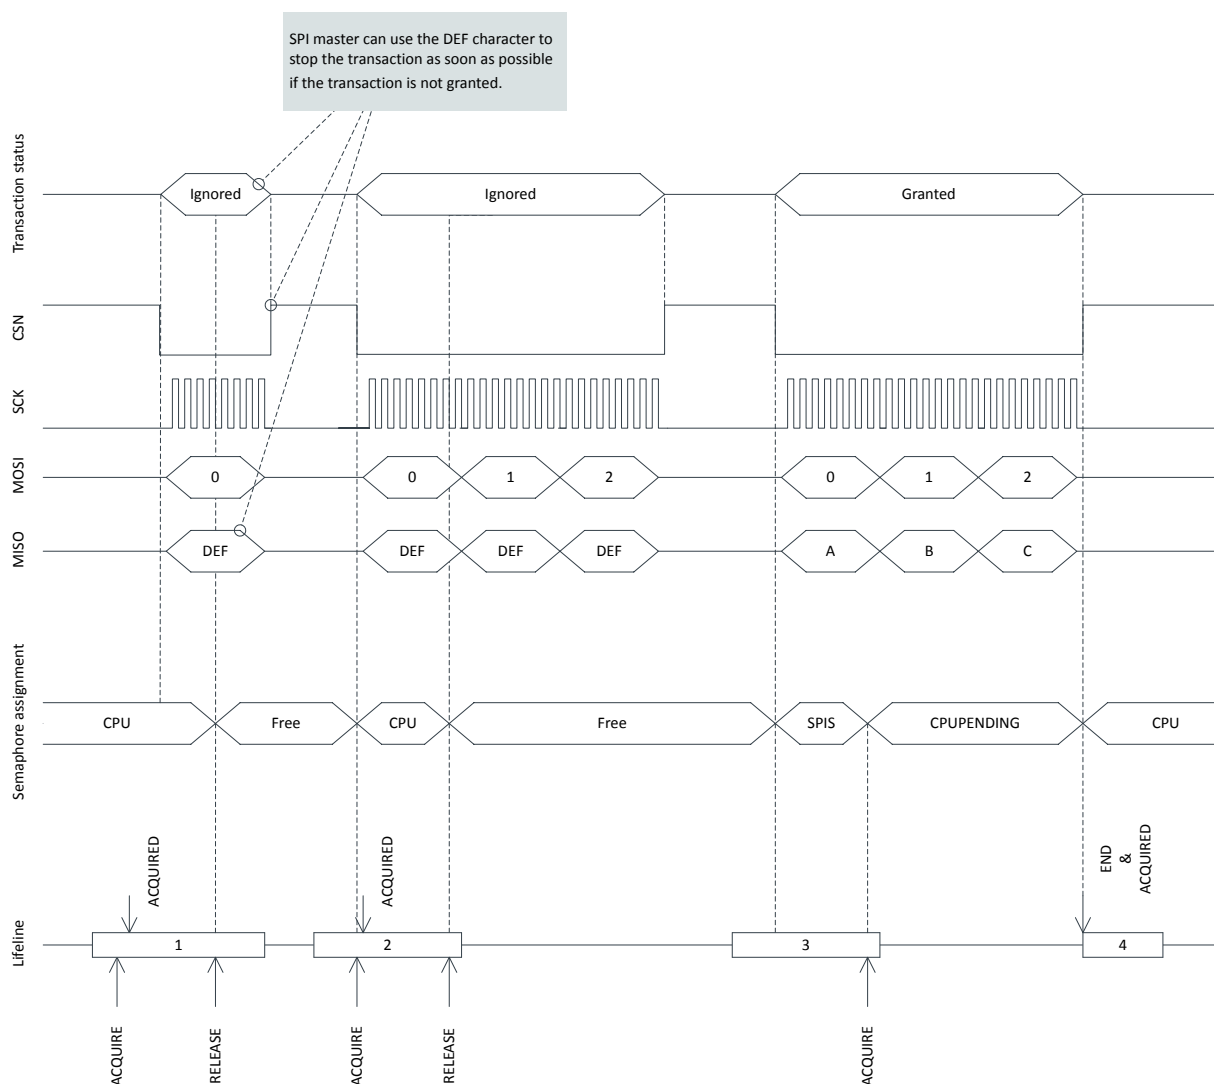 SPI master can use the DEF character to
stop the transaction as soon as possible
if the transaction is not granted.
Transaction status
Ignored
Ignored
Granted
CSN
SCK
MOSI
0
0
1
2
0
1
2
MISO
DEF
DEF
DEF
DEF
A
B
C
Semaphore assignment
CPU
Free
CPU
Free
SPIS
CPUPENDING
CPU
ACQUIRED
ACQUIRED
END
&
ACQUIRED
Lifeline
1
2
3
4
ACQUIRE
RELEASE
ACQUIRE
RELEASE
ACQUIRE